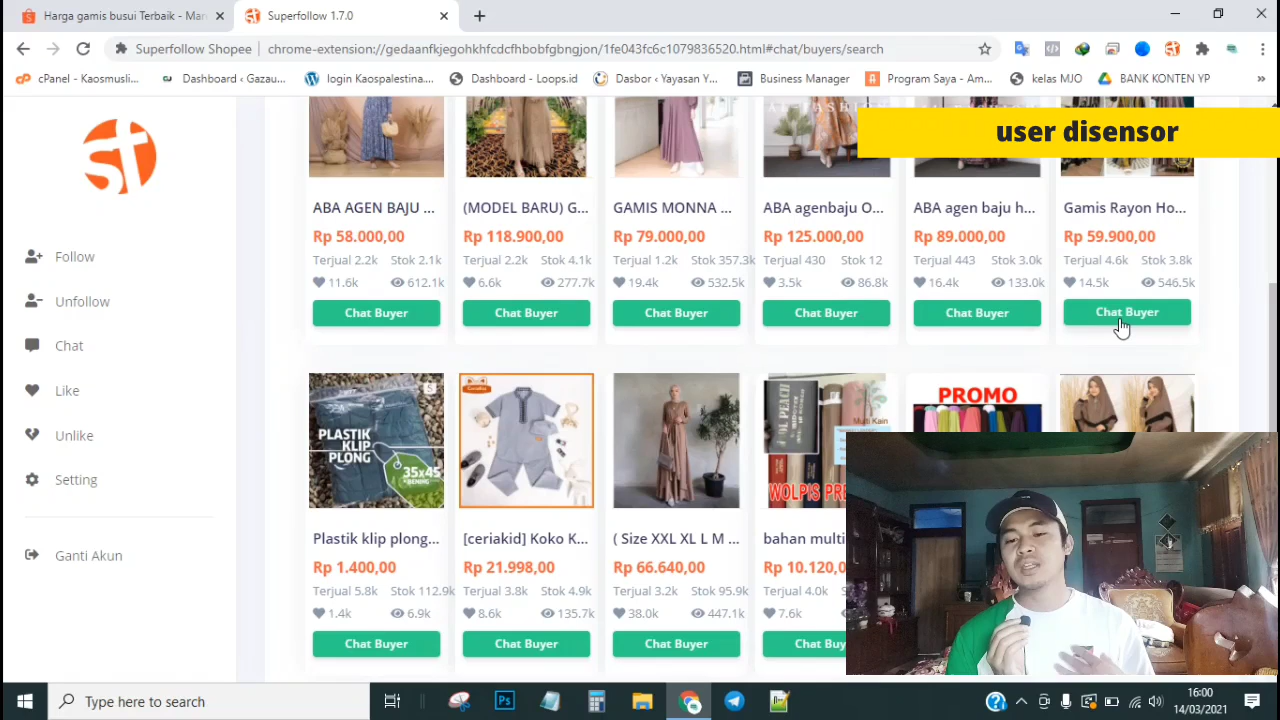 Harga gamis busui Terbaik - Mar
Superfollow 1.7.0
Superfollow Shopee
chrome-extension://gedaanfkjegohkhfcdcfhbobfgbngjon/1fe043fc6c1079836520.html#chat/buyers/search
cPanel - Kaosmusli...
Dashboard ‹ Gazau...
login Kaospalestina....
Dashboard - Loops.id
Dasbor ‹ Yayasan Y...
Business Manager
Program Saya - Am...
kelas MJO
BANK KONTEN YP
user disensor
Follow
Unfollow
Chat
Like
Unlike
Setting
Ganti Akun
ABA AGEN BAJU ...
(MODEL BARU) G...
GAMIS MONNA ...
ABA agenbaju O...
ABA agen baju h...
Gamis Rayon Ho...
Rp 58.000,00
Rp 118.900,00
Rp 79.000,00
Rp 125.000,00
Rp 89.000,00
Rp 59.900,00
Terjual 2.2k Stok 2.1k
Terjual 2.2k Stok 4.1k
Terjual 1.2k Stok 357.3k
Terjual 430 Stok 12
Terjual 443 Stok 3.0k
Terjual 4.6k Stok 3.8k
11.6k 612.1k
6.6k 277.7k
19.4k 532.5k
3.5k 86.8k
16.4k 133.0k
14.5k 546.5k
Chat Buyer
Chat Buyer
Chat Buyer
Chat Buyer
Chat Buyer
Chat Buyer
PLASTIK
KLIP
PLONG
35x45
BENING
Multi Kain
WOLPIS PRE
PROMO
Plastik klip plong...
[ceriakid] Koko K...
( Size XXL XL L M ...
bahan multi
Rp 1.400,00
Rp 21.998,00
Rp 66.640,00
Rp 10.120,0
Terjual 5.8k Stok 112.9k
Terjual 3.8k Stok 4.9k
Terjual 3.2k Stok 95.9k
Terjual 4.0k
1.4k 6.9k
8.6k 135.7k
38.0k 447.1k
7.6k
Chat Buyer
Chat Buyer
Chat Buyer
Chat Buyer
Type here to search
16:00
14/03/2021